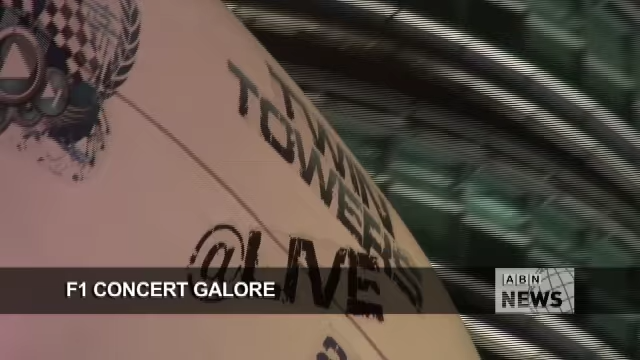 TWIN
TOWERS
@LIVE
F1 CONCERT GALORE
ABN
NEWS